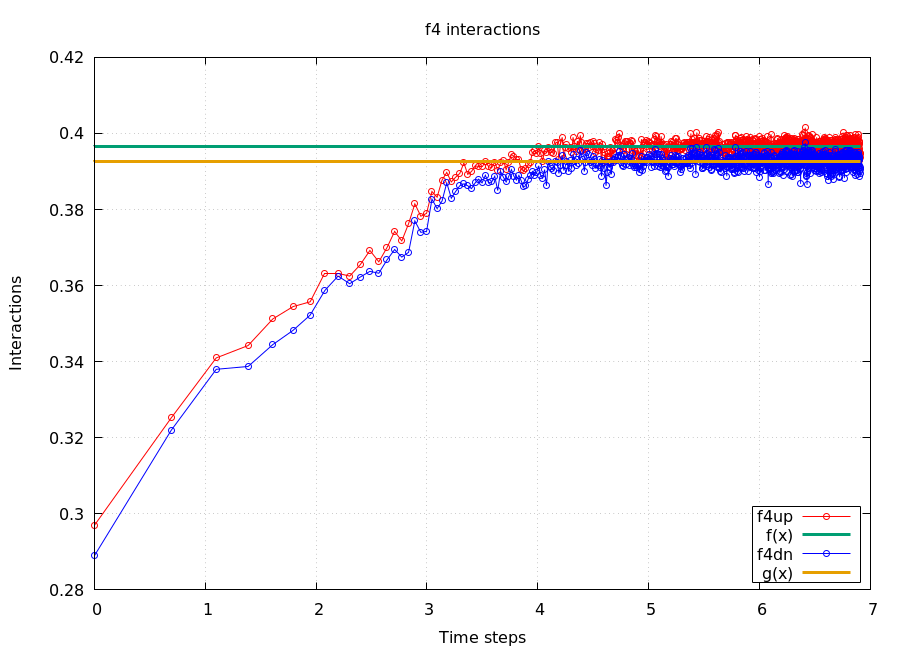 f4 interactions
0.42
0.4
0.38
0.36
0.34
0.32
0.3
0.28
Interactions
0 1 2 3 4 5 6 7
Time steps
f4up
f(x)
f4dn
g(x)